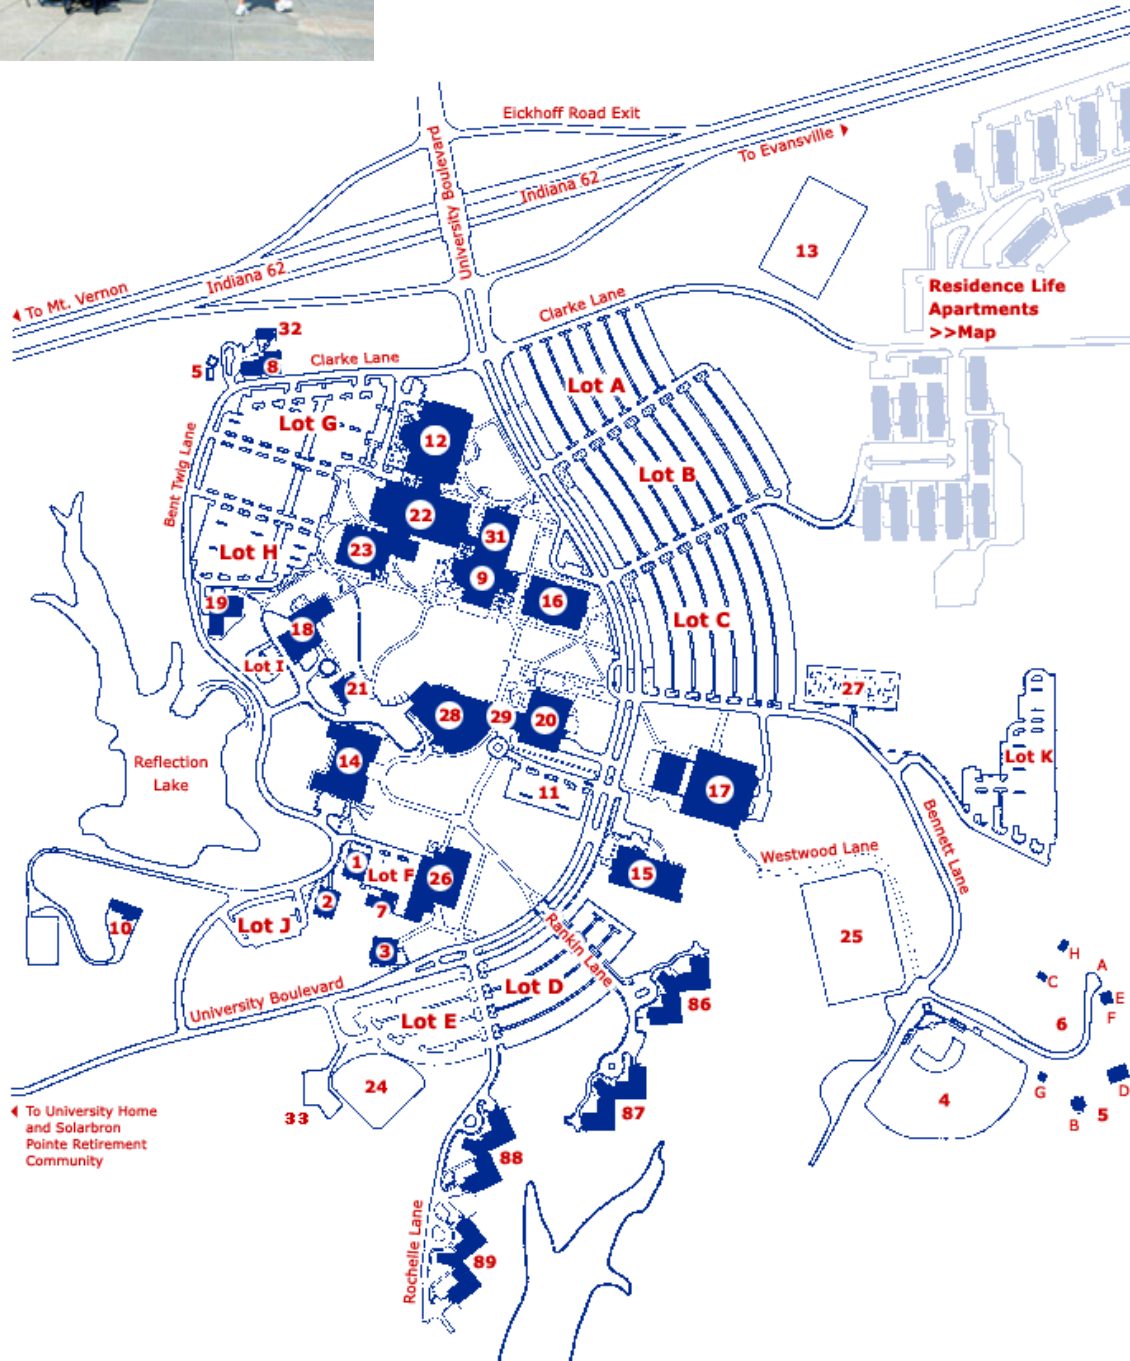 Eickhoff Road Exit
University Boulevard
To Evansville
Indiana 62
13
Indiana 62
To Mt. Vernon
Residence Life
Apartments
>>Map
Clarke Lane
32
Clarke Lane
5
8
Lot A
Lot G
12
Bent Twig Lane
Lot B
22
31
23
Lot H
9
16
19
18
Lot C
Lot I
21
27
28
29
20
14
Reflection
Lake
Lot K
17
11
Bennett Lane
Westwood Lane
1
Lot F
26
15
2
7
10
Lot J
3
Rankin Lane
25
H
A
C
E
F
University Boulevard
Lot D
86
Lot E
6
24
33
87
4
G
D
B
5
To University Home
and Solarbron
Pointe Retirement
Community
88
Rochelle Lane
89